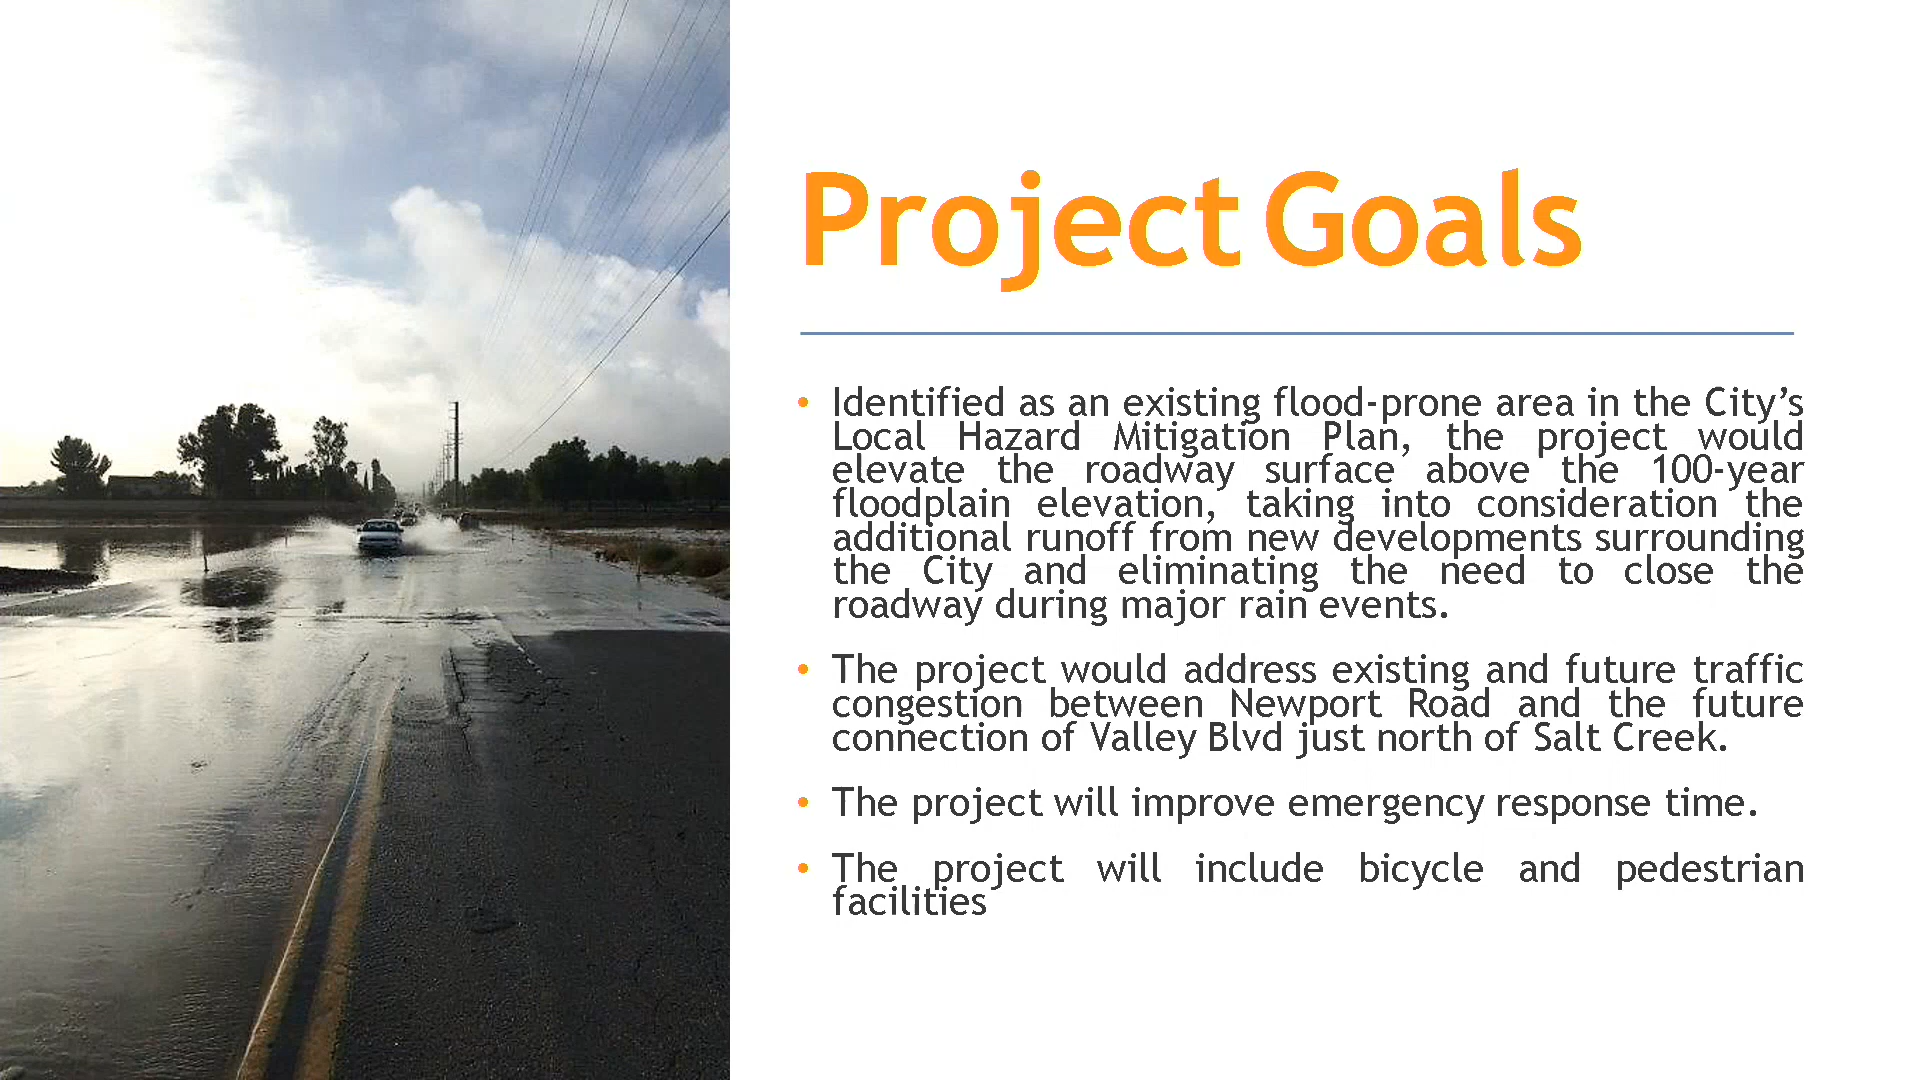 Project Goals
• Identified as an existing flood-prone area in the City’s
Local Hazard Mitigation Plan, the project would
elevate the roadway surface above the 100-year
floodplain elevation, taking into consideration the
additional runoff from new developments surrounding
the City and eliminating the need to close the
roadway during major rain events.
• The project would address existing and future traffic
congestion between Newport Road and the future
connection of Valley Blvd just north of Salt Creek.
• The project will improve emergency response time.
• The project will include bicycle and pedestrian
facilities